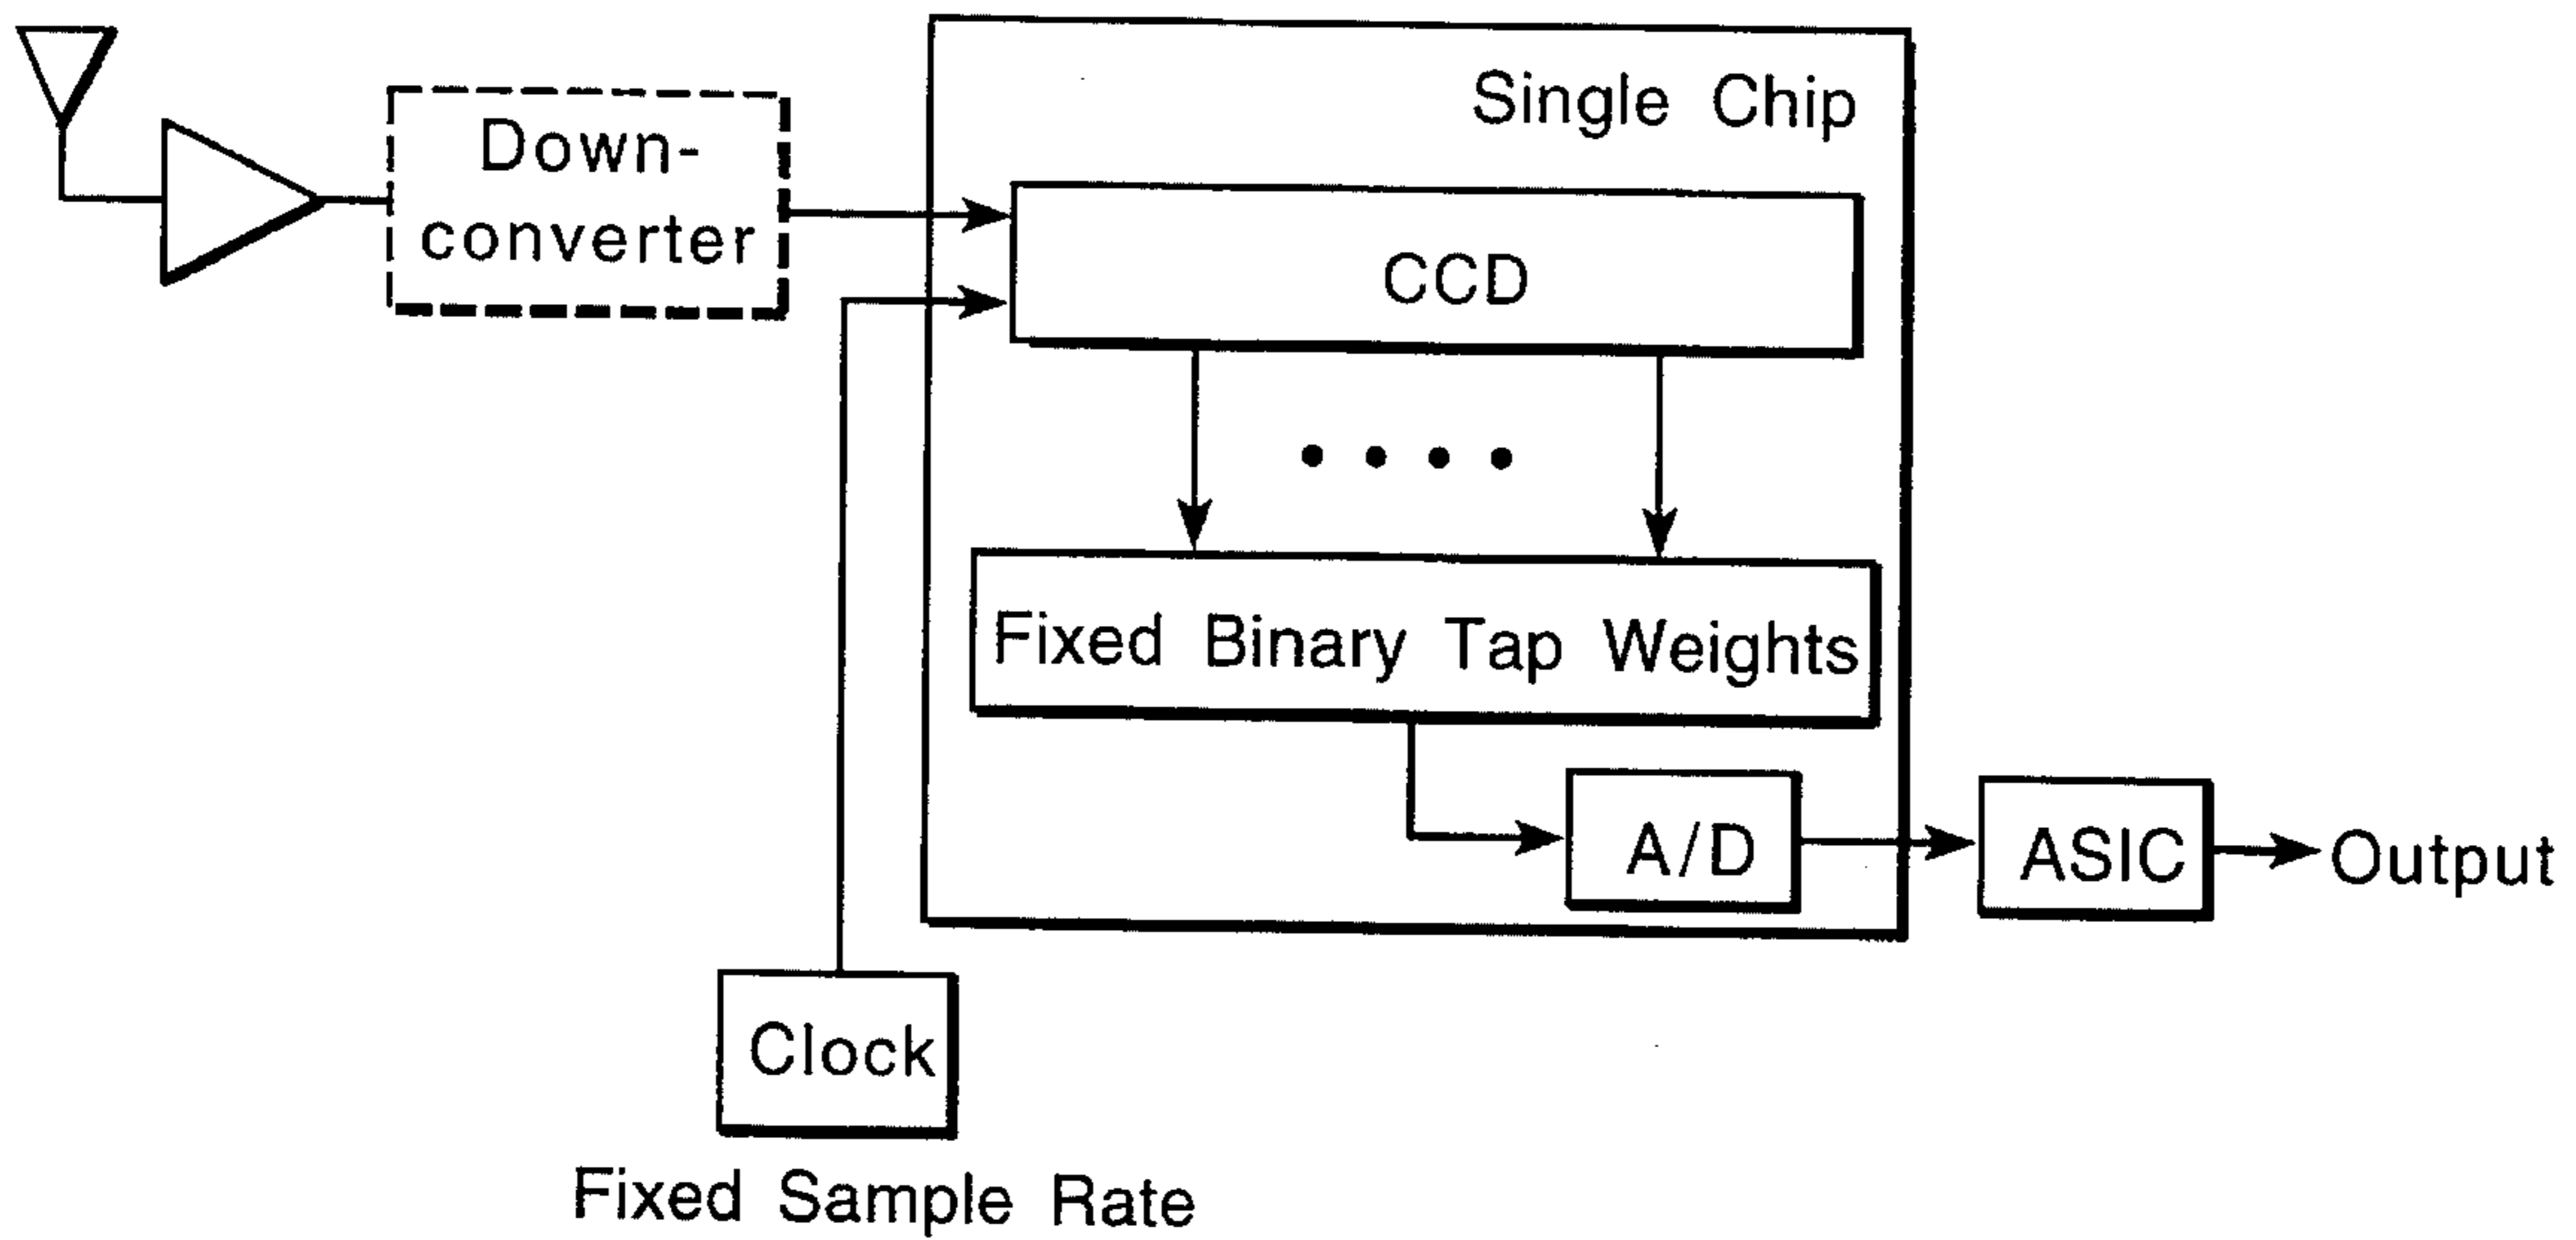 Single Chip
Down-
converter
CCD
Fixed Binary Tap Weights
A/D
ASIC
Output
Clock
Fixed Sample Rate